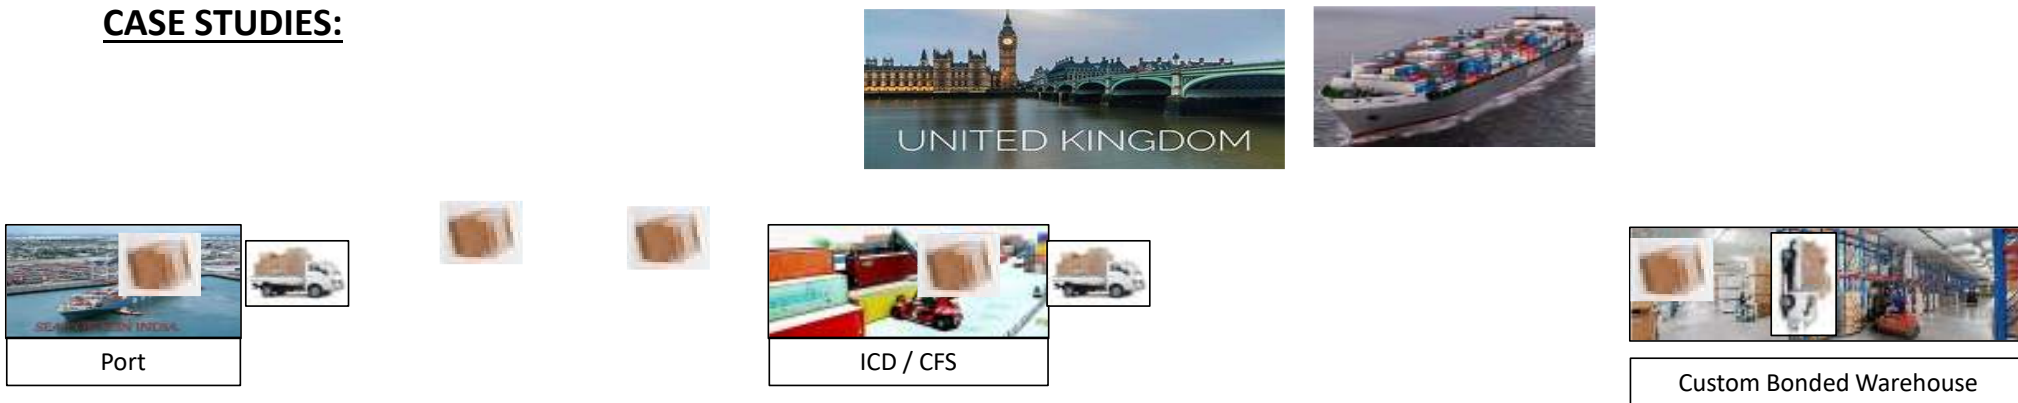 CASE STUDIES:
UNITED KINGDOM
Port
ICD / CFS
Custom Bonded Warehouse